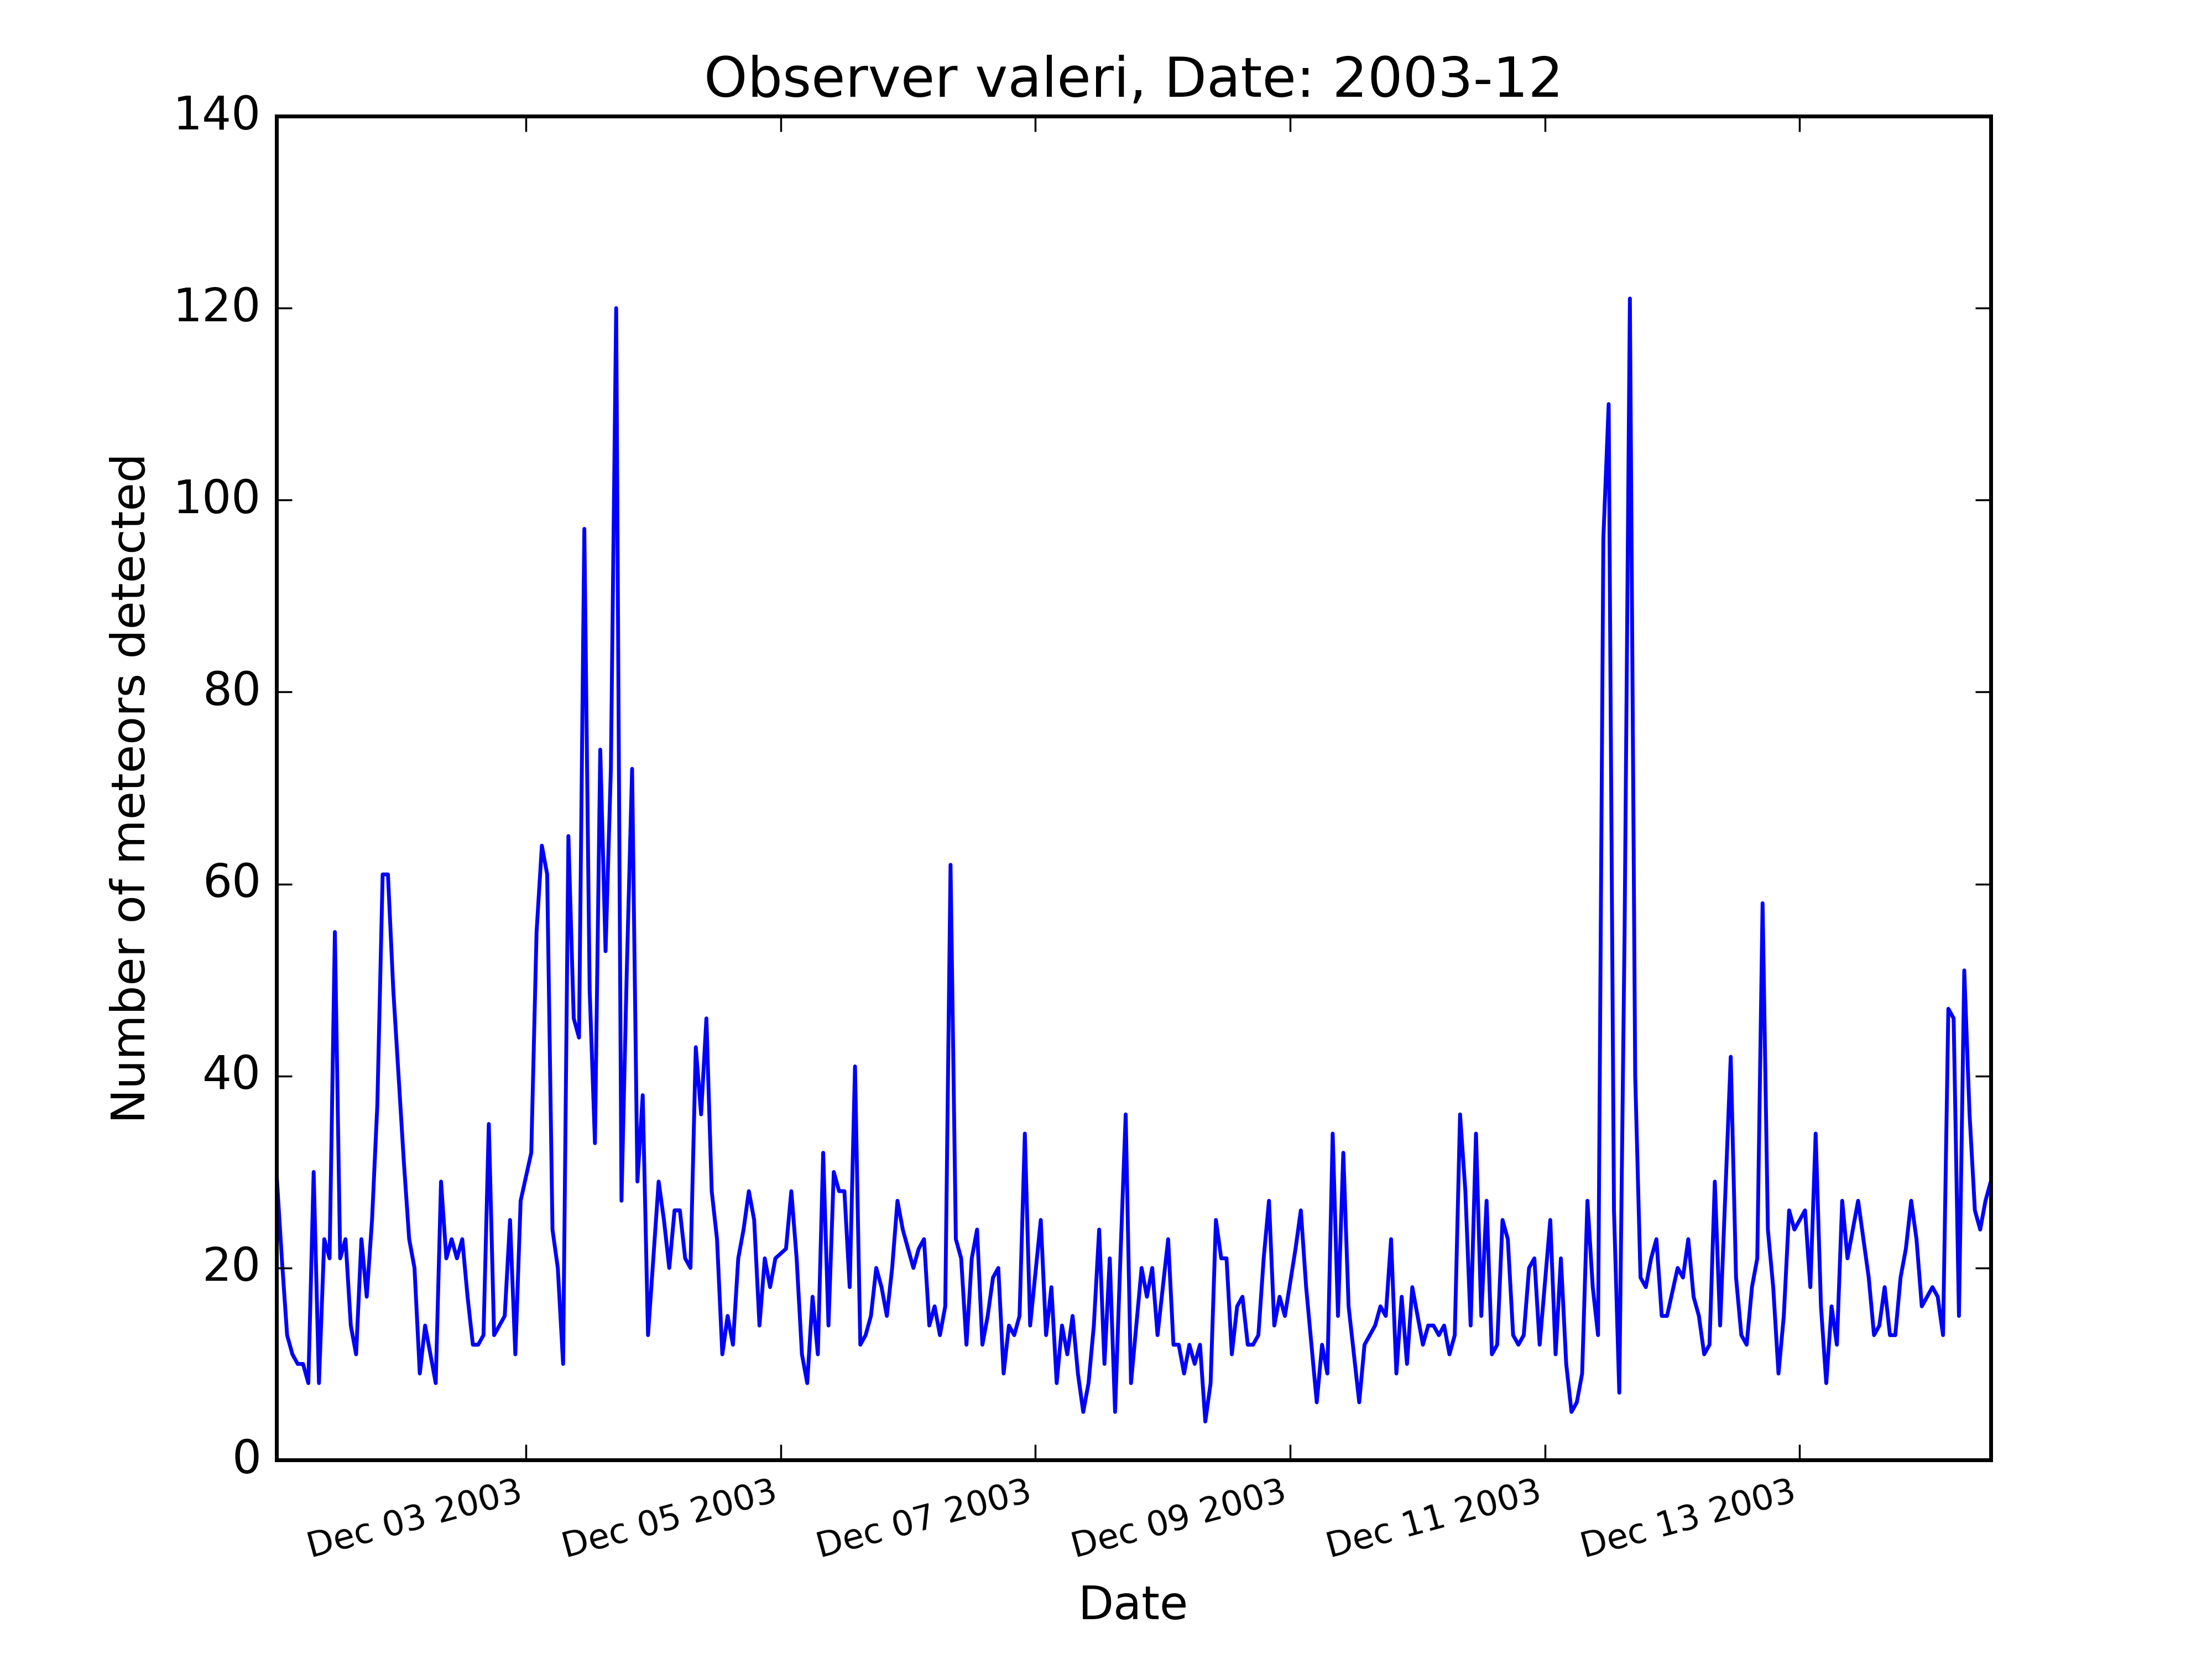 Observer valeri, Date: 2003-12
140
120
100
80
60
40
20
0
Number of meteors detected
Dec 03 2003
Dec 05 2003
Dec 07 2003
Dec 09 2003
Dec 11 2003
Dec 13 2003
Date